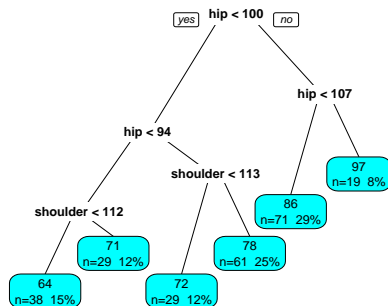 yes hip < 100 no
hip < 107
hip < 94
shoulder < 113
shoulder < 112
97
n=19 8%
86
n=71 29%
71
n=29 12%
78
n=61 25%
64
n=38 15%
72
n=29 12%